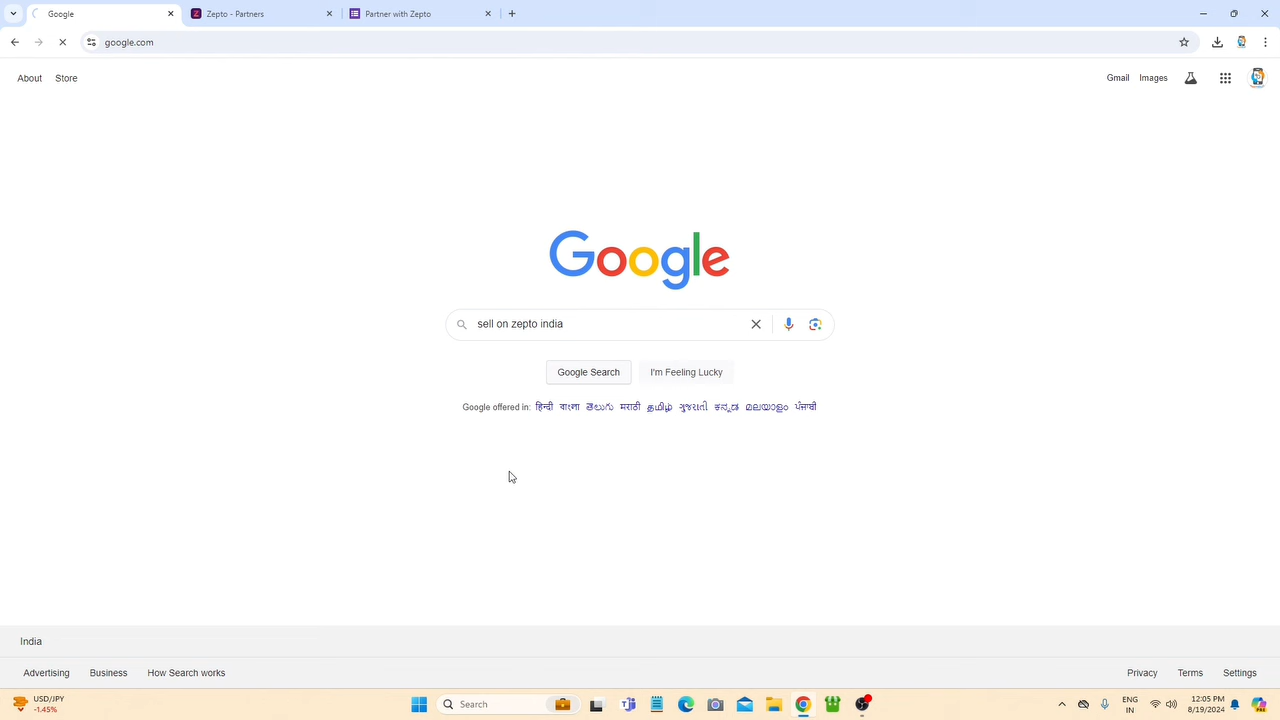 Google
Zepto - Partners
Partner with Zepto
google.com
About Store
Gmail Images
Google
sell on zepto india
Google Search
I'm Feeling Lucky
Google offered in: हिन्दी বাংলা తెలుగు मराठी தமிழ் ગુજરાતી ಕನ್ನಡ മലയാളം ਪੰਜਾਬੀ
India
Advertising Business How Search works
Privacy Terms Settings
USD/JPY
-1.45%
Search
ENG
IN
12:05 PM
8/19/2024